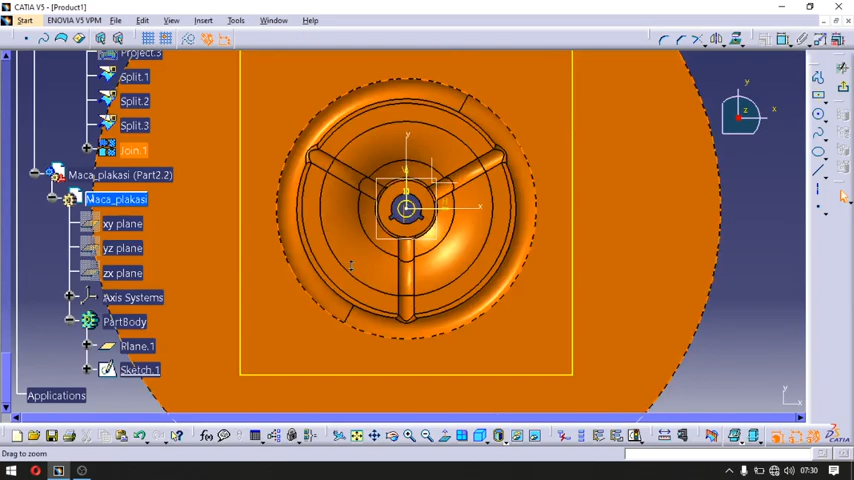 CATIA V5 - [Product1]
Start ENOVIA V5 VPM File Edit View Insert Tools Window Help
Project.3
Split.1
Split.2
Split.3
Join.1
Maca_plakasi (Part2.2)
Maca_plakasi
xy plane
yz plane
zx plane
Axis Systems
PartBody
Plane.1
Sketch.1
Applications
y
x
z
y
x
y
x
f(x)
CATIA
Drag to zoom
07:30